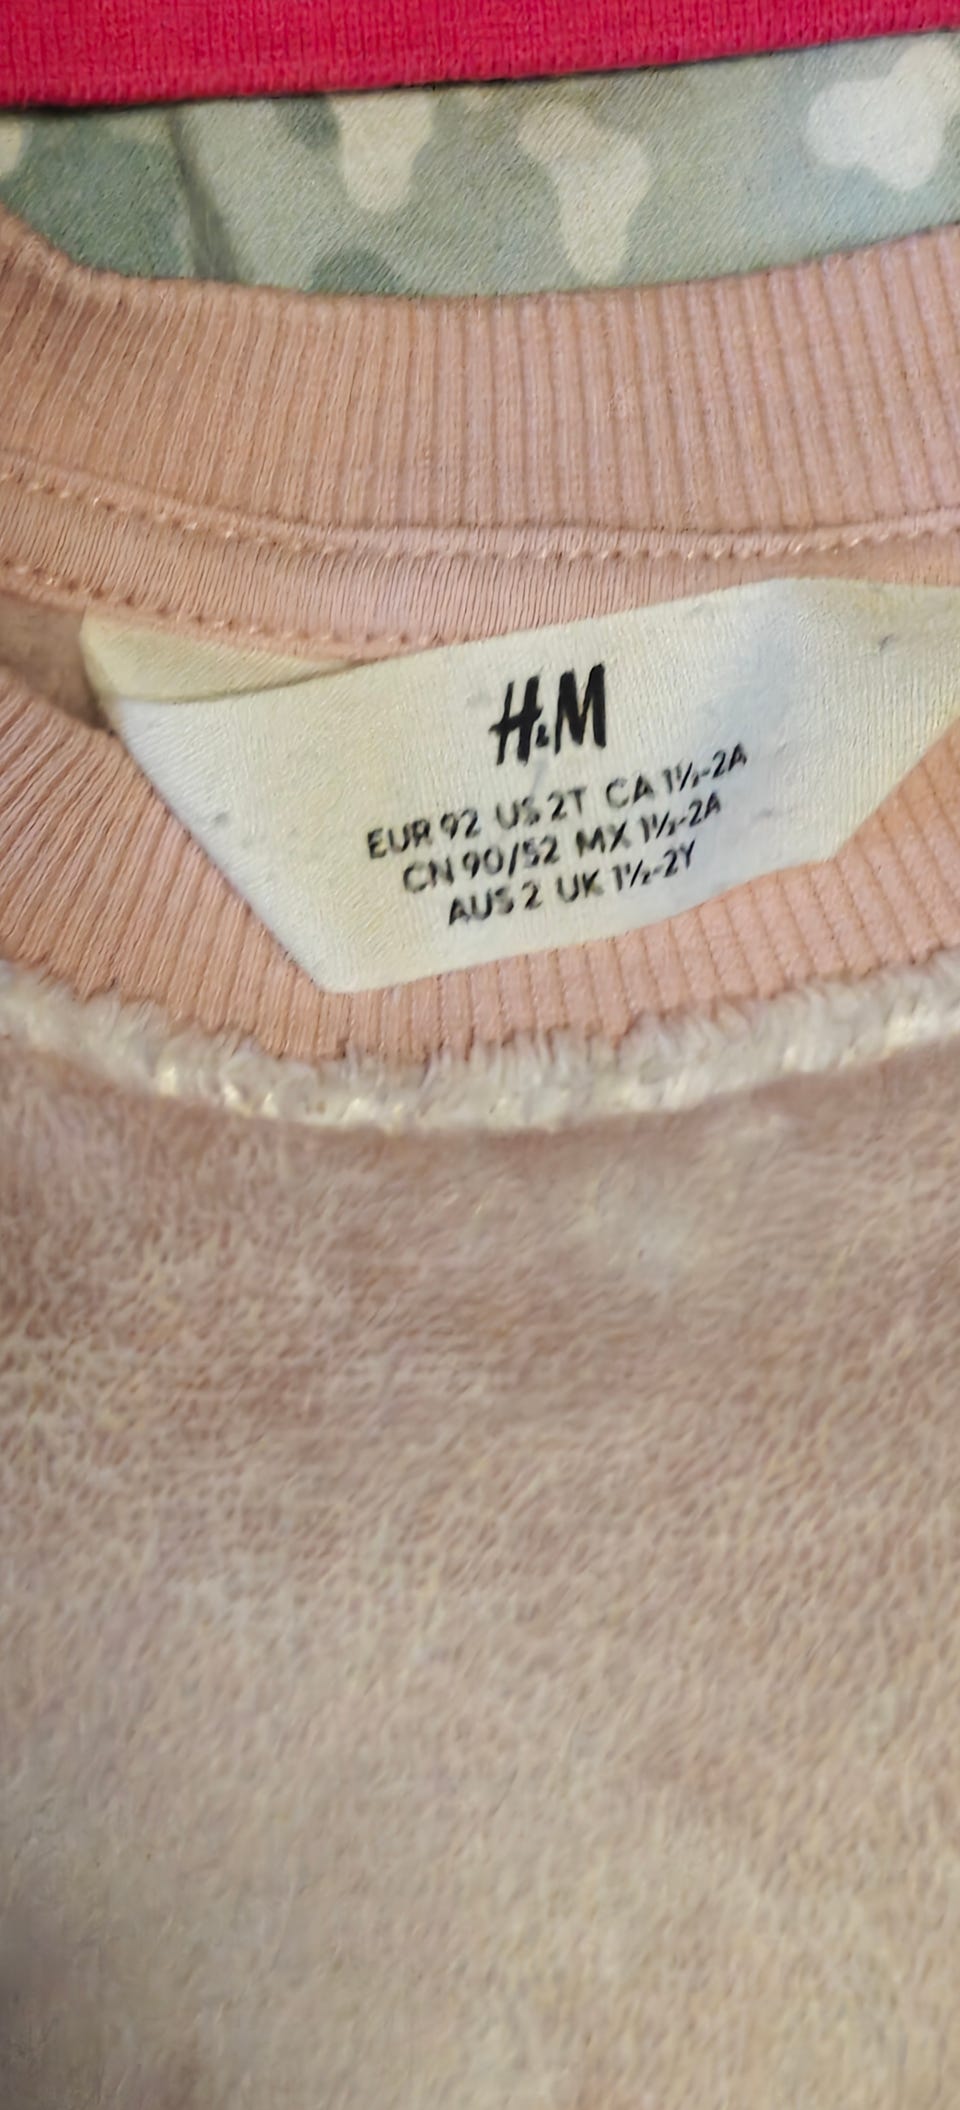 H&M
EUR 92 US 2T CA 1½-2A
CN 90/52 MX 1½-2A
AUS 2 UK 1½-2Y